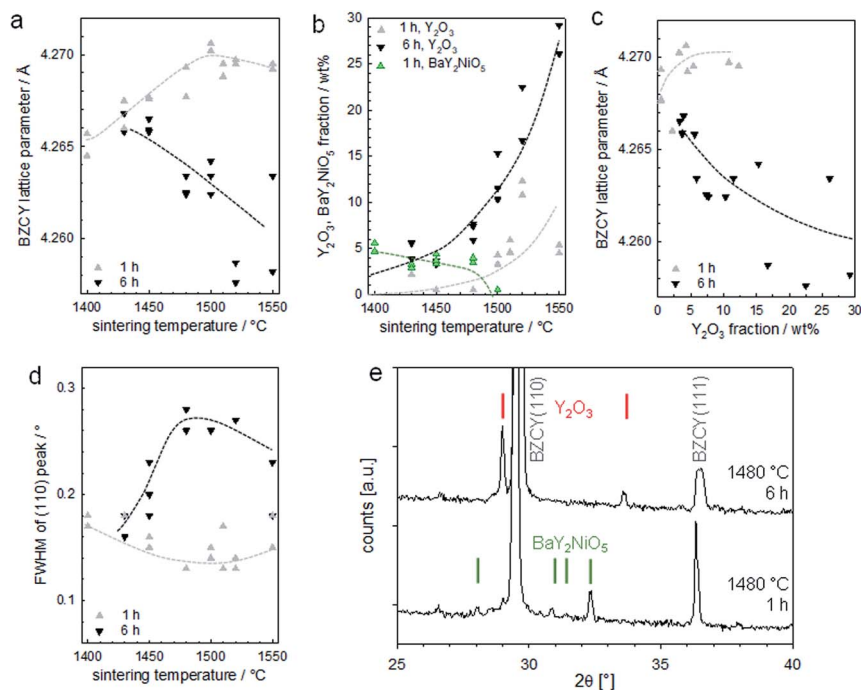 a
BZCY lattice parameter / Å
4.270
4.265
4.260
1 h
6 h
1400 1450 1500 1550
sintering temperature / °C
b
Y₂O₃, BaY₂NiO₅ fraction / wt%
30
25
20
15
10
5
0
1 h, Y₂O₃
6 h, Y₂O₃
1 h, BaY₂NiO₅
1400 1450 1500 1550
sintering temperature / °C
c
BZCY lattice parameter / Å
4.270
4.265
4.260
1 h
6 h
0 5 10 15 20 25 30
Y₂O₃ fraction / wt%
d
FWHM of (110) peak / °
0.3
0.2
0.1
1 h
6 h
1400 1450 1500 1550
sintering temperature / °C
e
counts [a.u.]
BZCY(110)
Y₂O₃
BZCY(111)
1480 °C
6 h
BaY₂NiO₅
1480 °C
1 h
25 30 35 40
2θ [°]